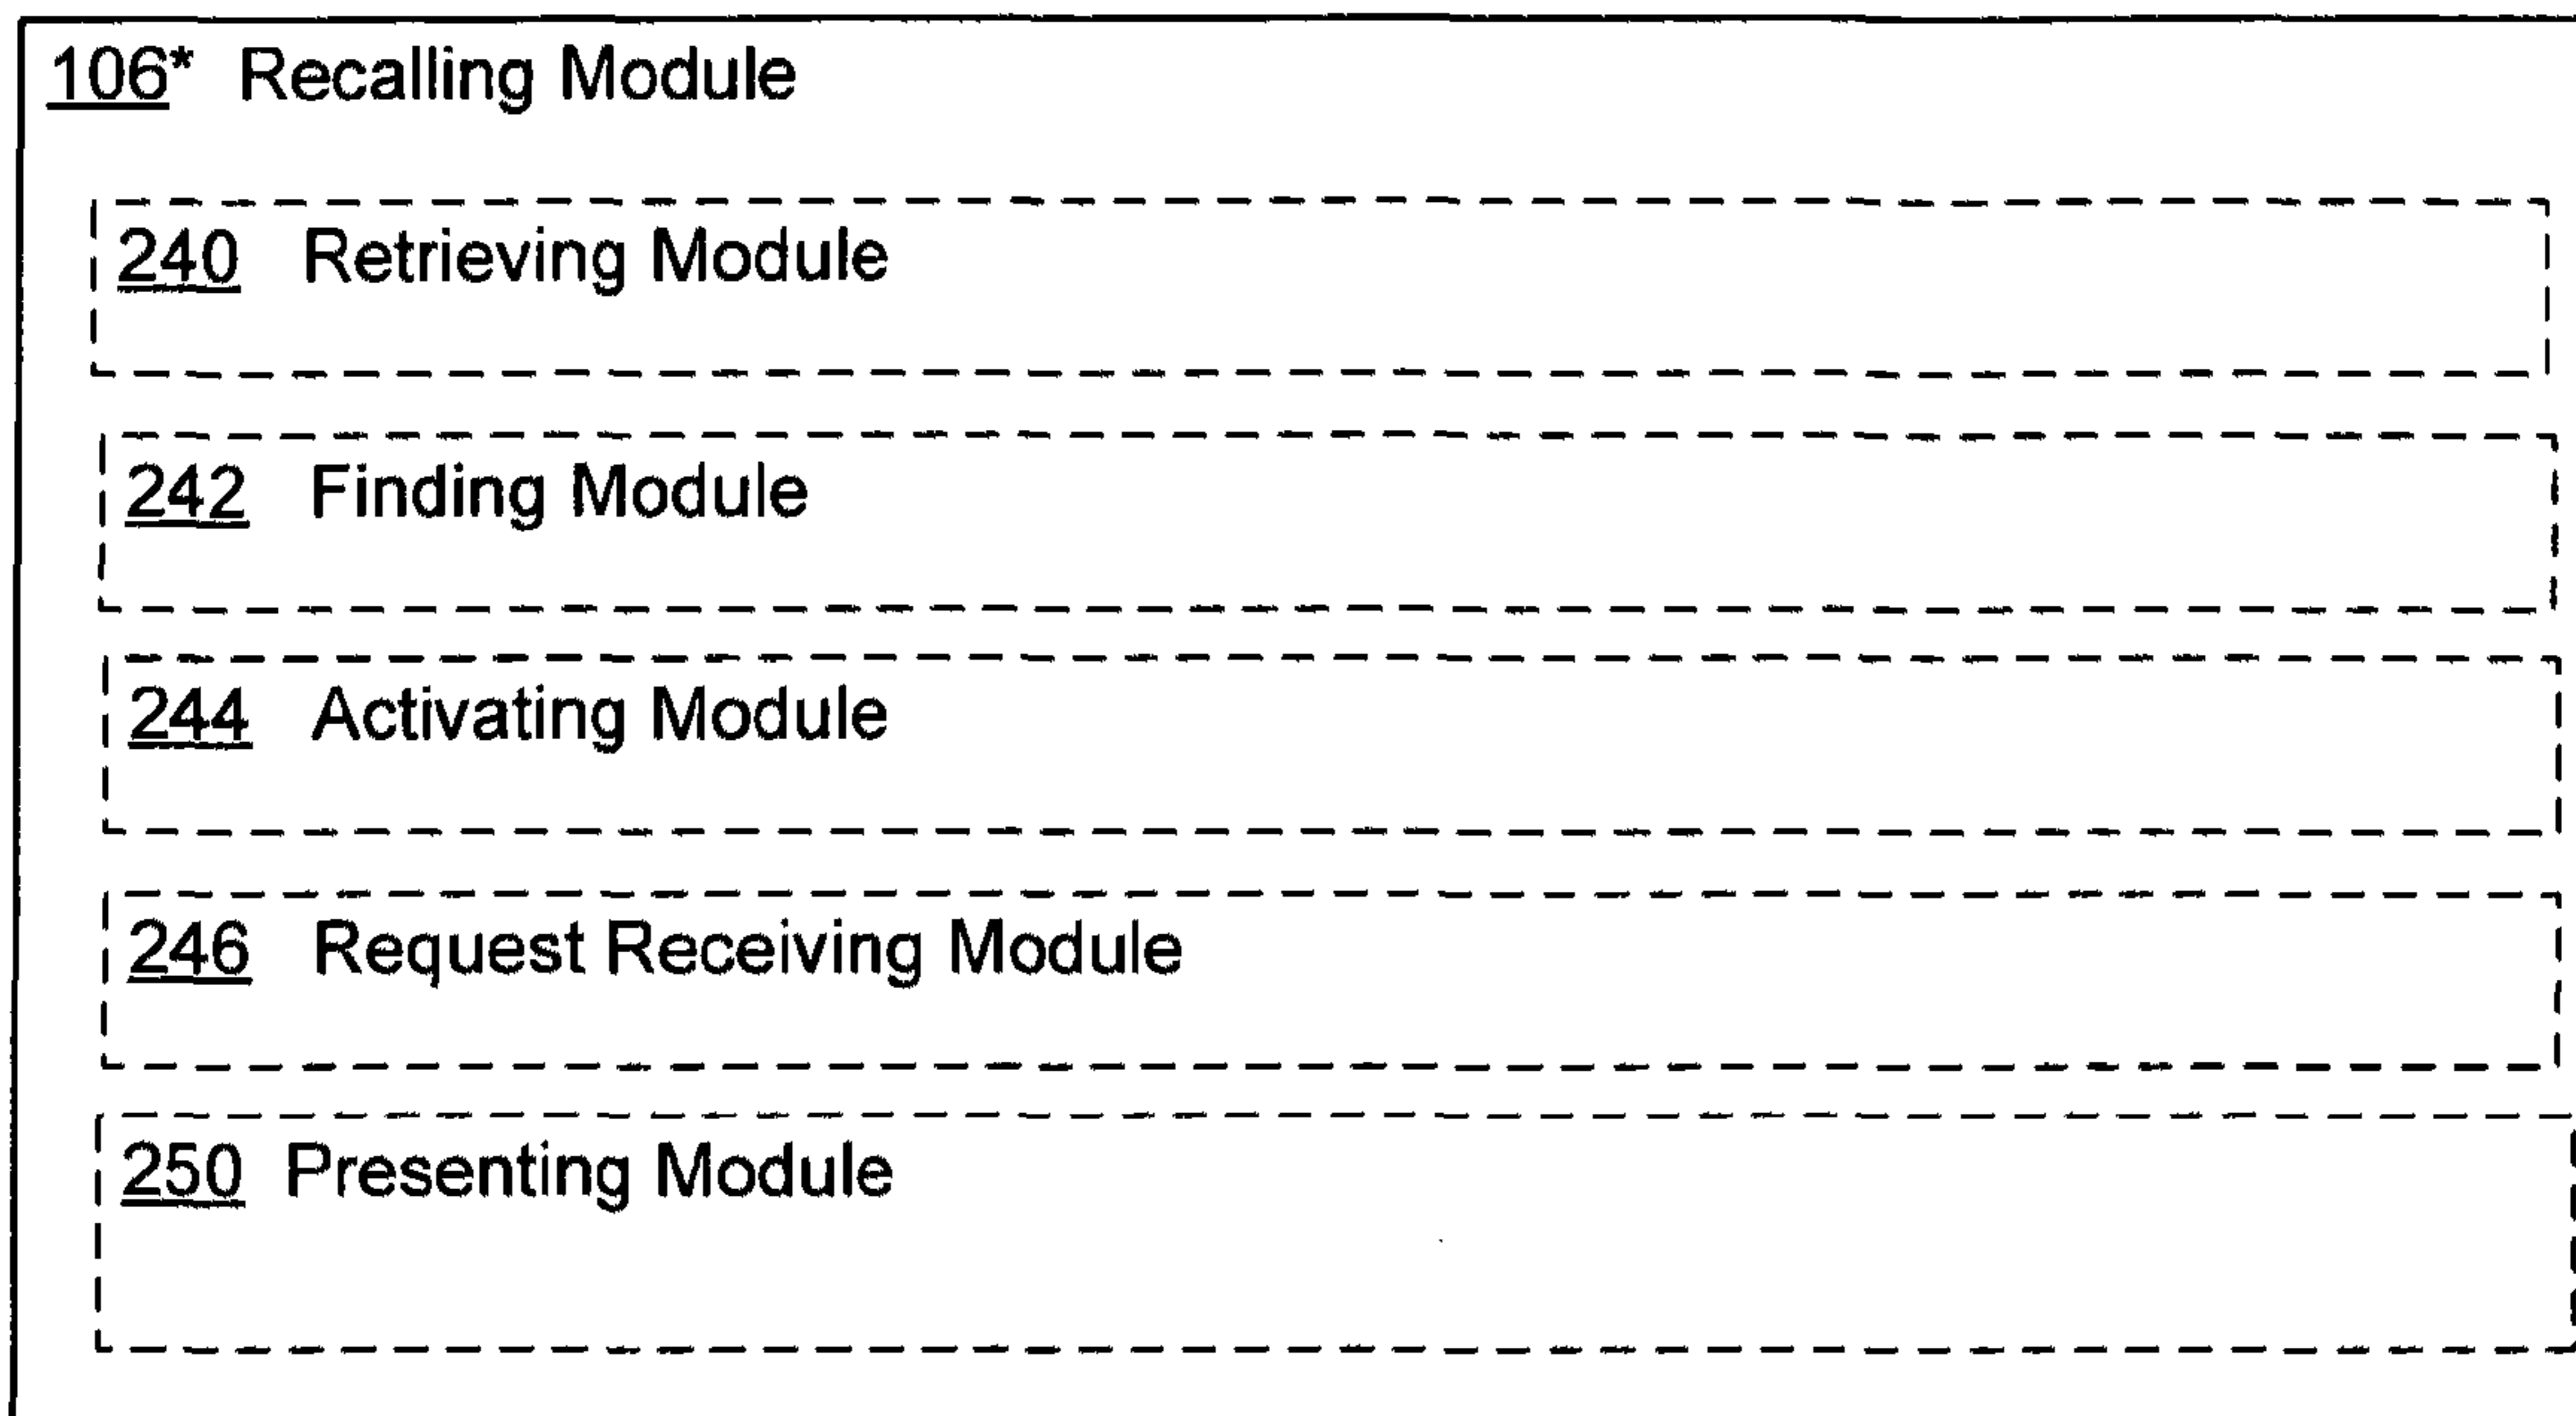 106* Recalling Module
240 Retrieving Module
242 Finding Module
244 Activating Module
246 Request Receiving Module
250 Presenting Module